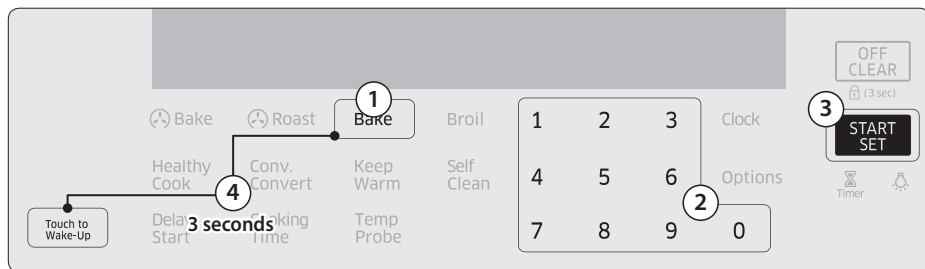 OFF
CLEAR
(3 sec)
1
Bake
Roast
Bake
Broil
1 2 3
Clock
3
START
SET
Healthy
Cook
Conv.
Convert
Keep
Warm
Self
Clean
4 5 6
Options
Timer
4
2
Touch to
Wake-Up
Delay
Start
3 seconds
Cooking
Time
Temp
Probe
7 8 9 0